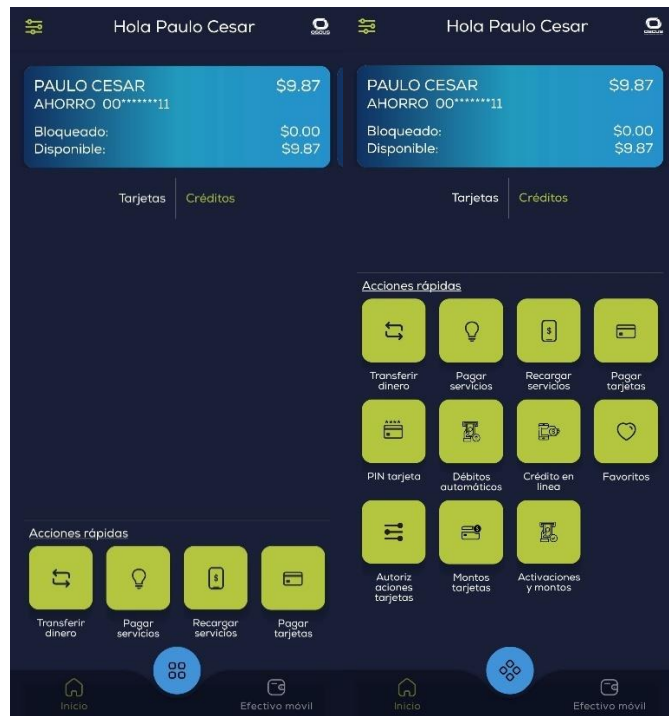 Hola Paulo Cesar
OSCUS
PAULO CESAR $9.87
AHORRO 00*******11
Bloqueado: $0.00
Disponible: $9.87
Tarjetas Créditos
Acciones rápidas
Transferir dinero
Pagar servicios
Recargar servicios
Pagar tarjetas
Inicio
Efectivo móvil
Hola Paulo Cesar
OSCUS
PAULO CESAR $9.87
AHORRO 00*******11
Bloqueado: $0.00
Disponible: $9.87
Tarjetas Créditos
Acciones rápidas
Transferir
dinero
Pagar
servicios
Recargar
servicios
Pagar
tarjetas
PIN tarjeta
Débitos
automáticos
Crédito en
línea
Favoritos
Autoriz
aciones
tarjetas
Montos
tarjetas
Activaciones
y montos
Inicio
Efectivo móvil